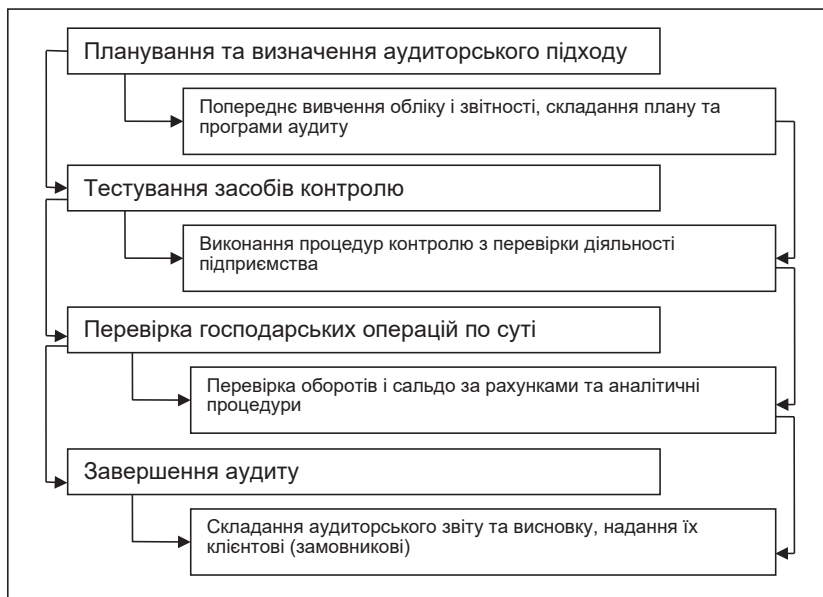 Планування та визначення аудиторського підходу
Попереднє вивчення обліку і звітності, складання плану та
програми аудиту
Тестування засобів контролю
Виконання процедур контролю з перевірки діяльності
підприємства
Перевірка господарських операцій по суті
Перевірка оборотів і сальдо за рахунками та аналітичні
процедури
Завершення аудиту
Складання аудиторського звіту та висновку, надання їх
клієнтові (замовникові)